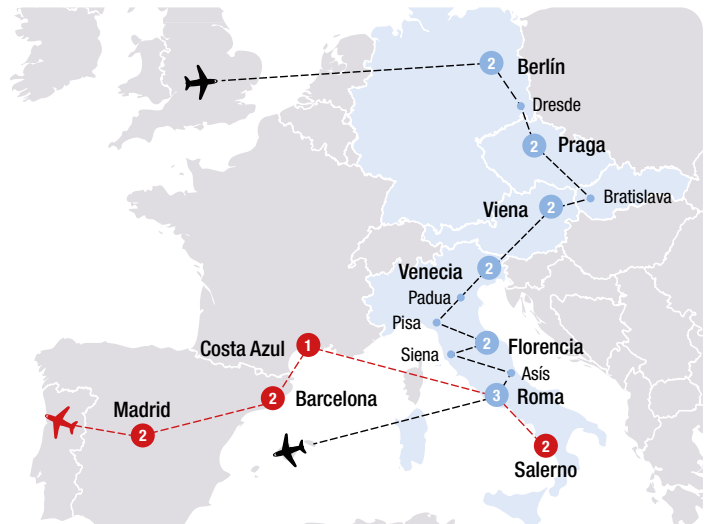 2 Berlín
Dresde
2 Praga
Bratislava
Viena 2
Venecia 2
Padua
Pisa
Costa Azul 1
2 Florencia
Siena
Asís
3 Roma
2 Barcelona
Madrid
2
2
Salerno